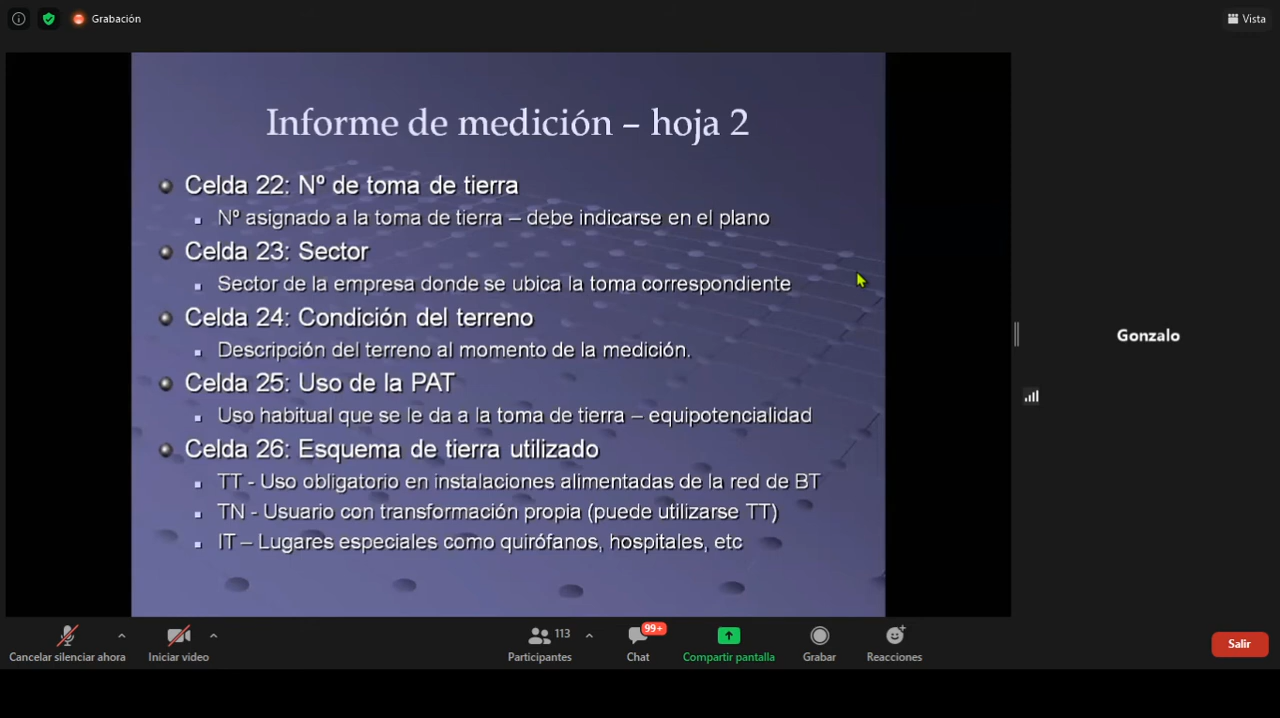 Grabación
Vista
Informe de medición – hoja 2
Celda 22: Nº de toma de tierra
Nº asignado a la toma de tierra – debe indicarse en el plano
Celda 23: Sector
Sector de la empresa donde se ubica la toma correspondiente
Celda 24: Condición del terreno
Descripción del terreno al momento de la medición.
Celda 25: Uso de la PAT
Uso habitual que se le da a la toma de tierra – equipotencialidad
Celda 26: Esquema de tierra utilizado
TT - Uso obligatorio en instalaciones alimentadas de la red de BT
TN - Usuario con transformación propia (puede utilizarse TT)
IT – Lugares especiales como quirófanos, hospitales, etc
Gonzalo
113
99+
Cancelar silenciar ahora
Iniciar video
Participantes
Chat
Compartir pantalla
Grabar
Reacciones
Salir